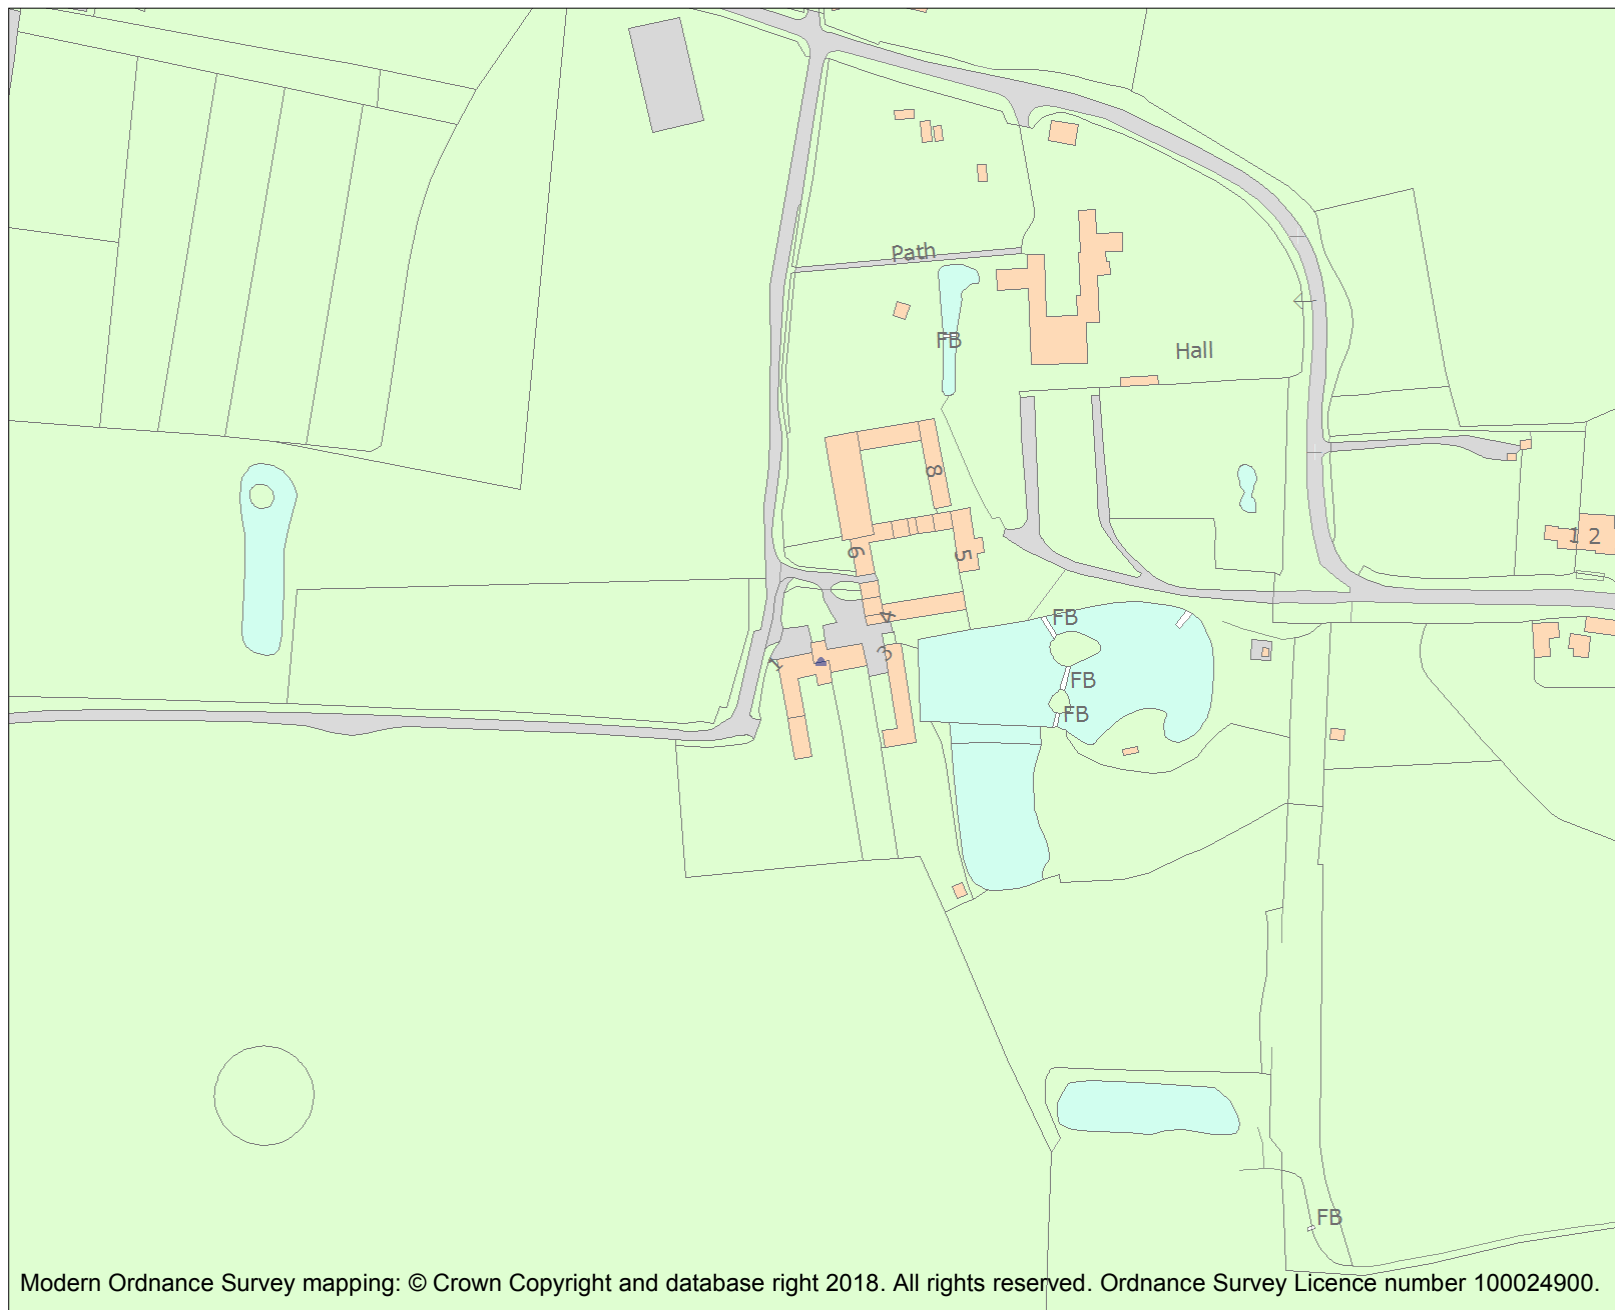 Path
FB
Hall
8
1 2
6
5
FB
4
3
1
FB
FB
FB
Modern Ordnance Survey mapping: © Crown Copyright and database right 2018. All rights reserved. Ordnance Survey Licence number 100024900.